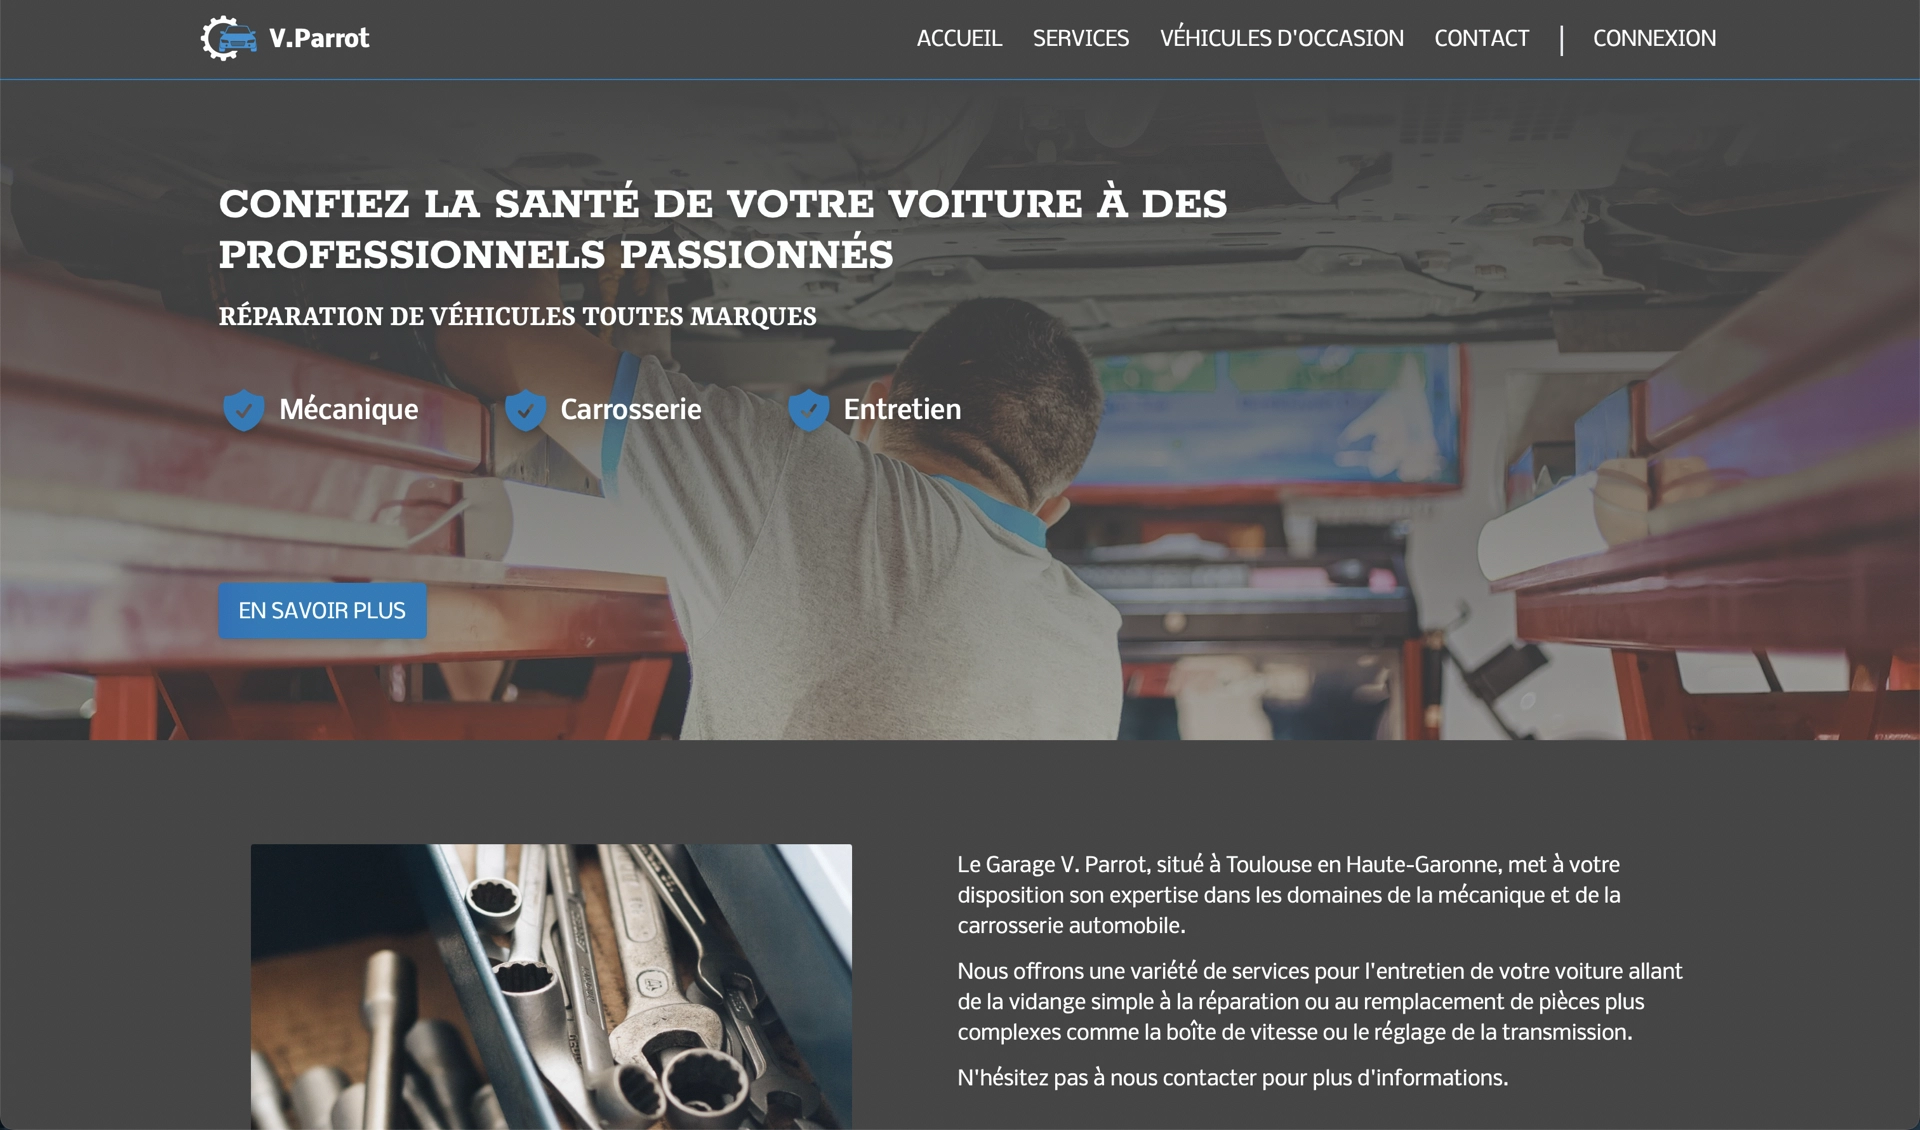 V.Parrot
ACCUEIL
SERVICES
VÉHICULES D'OCCASION
CONTACT
CONNEXION
CONFIEZ LA SANTÉ DE VOTRE VOITURE À DES
PROFESSIONNELS PASSIONNÉS
RÉPARATION DE VÉHICULES TOUTES MARQUES
Mécanique
Carrosserie
Entretien
EN SAVOIR PLUS
Le Garage V. Parrot, situé à Toulouse en Haute-Garonne, met à votre
disposition son expertise dans les domaines de la mécanique et de la
carrosserie automobile.
Nous offrons une variété de services pour l'entretien de votre voiture allant
de la vidange simple à la réparation ou au remplacement de pièces plus
complexes comme la boîte de vitesse ou le réglage de la transmission.
N'hésitez pas à nous contacter pour plus d'informations.